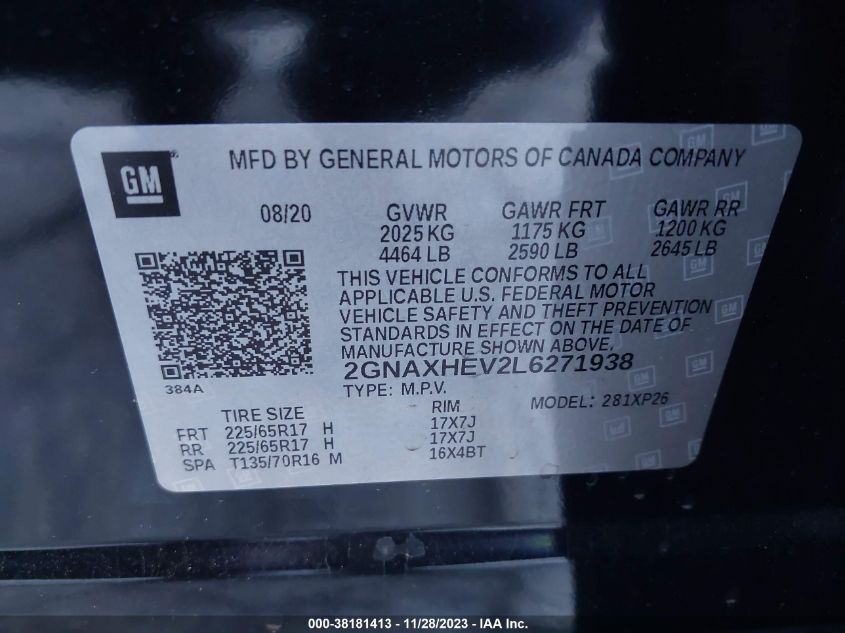 GM
MFD BY GENERAL MOTORS OF CANADA COMPANY
08/20 GVWR GAWR FRT GAWR RR
2025 KG 1175 KG 1200 KG
4464 LB 2590 LB 2645 LB
THIS VEHICLE CONFORMS TO ALL
APPLICABLE U.S. FEDERAL MOTOR
VEHICLE SAFETY AND THEFT PREVENTION
STANDARDS IN EFFECT ON THE DATE OF
MANUFACTURE SHOWN ABOVE.
2GNAXHEV2L6271938
384A
TYPE: M.P.V. MODEL: 281XP26
TIRE SIZE RIM
FRT 225/65R17 H 17X7J
RR 225/65R17 H 17X7J
SPA T135/70R16 M 16X4BT
000-38181413 - 11/28/2023 - IAA Holdings, LLC.